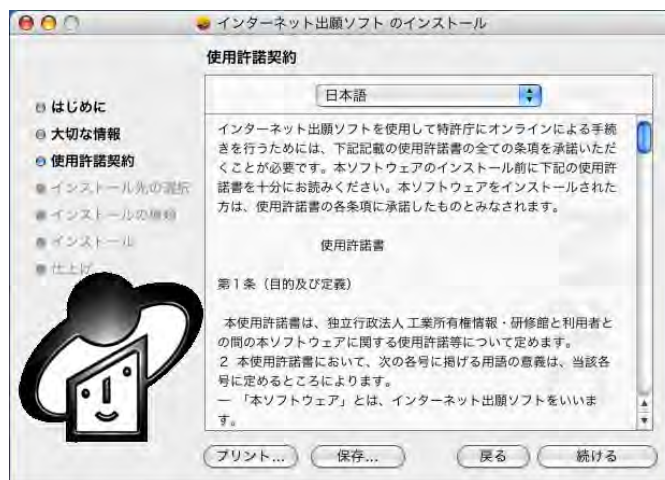 インターネット出願ソフト のインストール
使用許諾契約
はじめに
大切な情報
使用許諾契約
インストール先の選択
インストールの種類
インストール
仕上げ
日本語
インターネット出願ソフトを使用して特許庁にオンラインによる手続
きを行うためには、下記記載の使用許諾書の全ての条項を承諾いただ
くことが必要です。本ソフトウェアのインストール前に下記の使用許
諾書を十分にお読みください。本ソフトウェアをインストールされた
方は、使用許諾書の各条項に承諾したものとみなされます。
使用許諾書
第1条（目的及び定義）
本使用許諾書は、独立行政法人 工業所有権情報・研修館と利用者と
の間の本ソフトウェアに関する使用許諾等について定めます。
2 本使用許諾書において、次の各号に掲げる用語の意義は、当該各
号に定めるところによります。
一 「本ソフトウェア」とは、インターネット出願ソフトをいいま
す。
プリント...
保存...
戻る
続ける